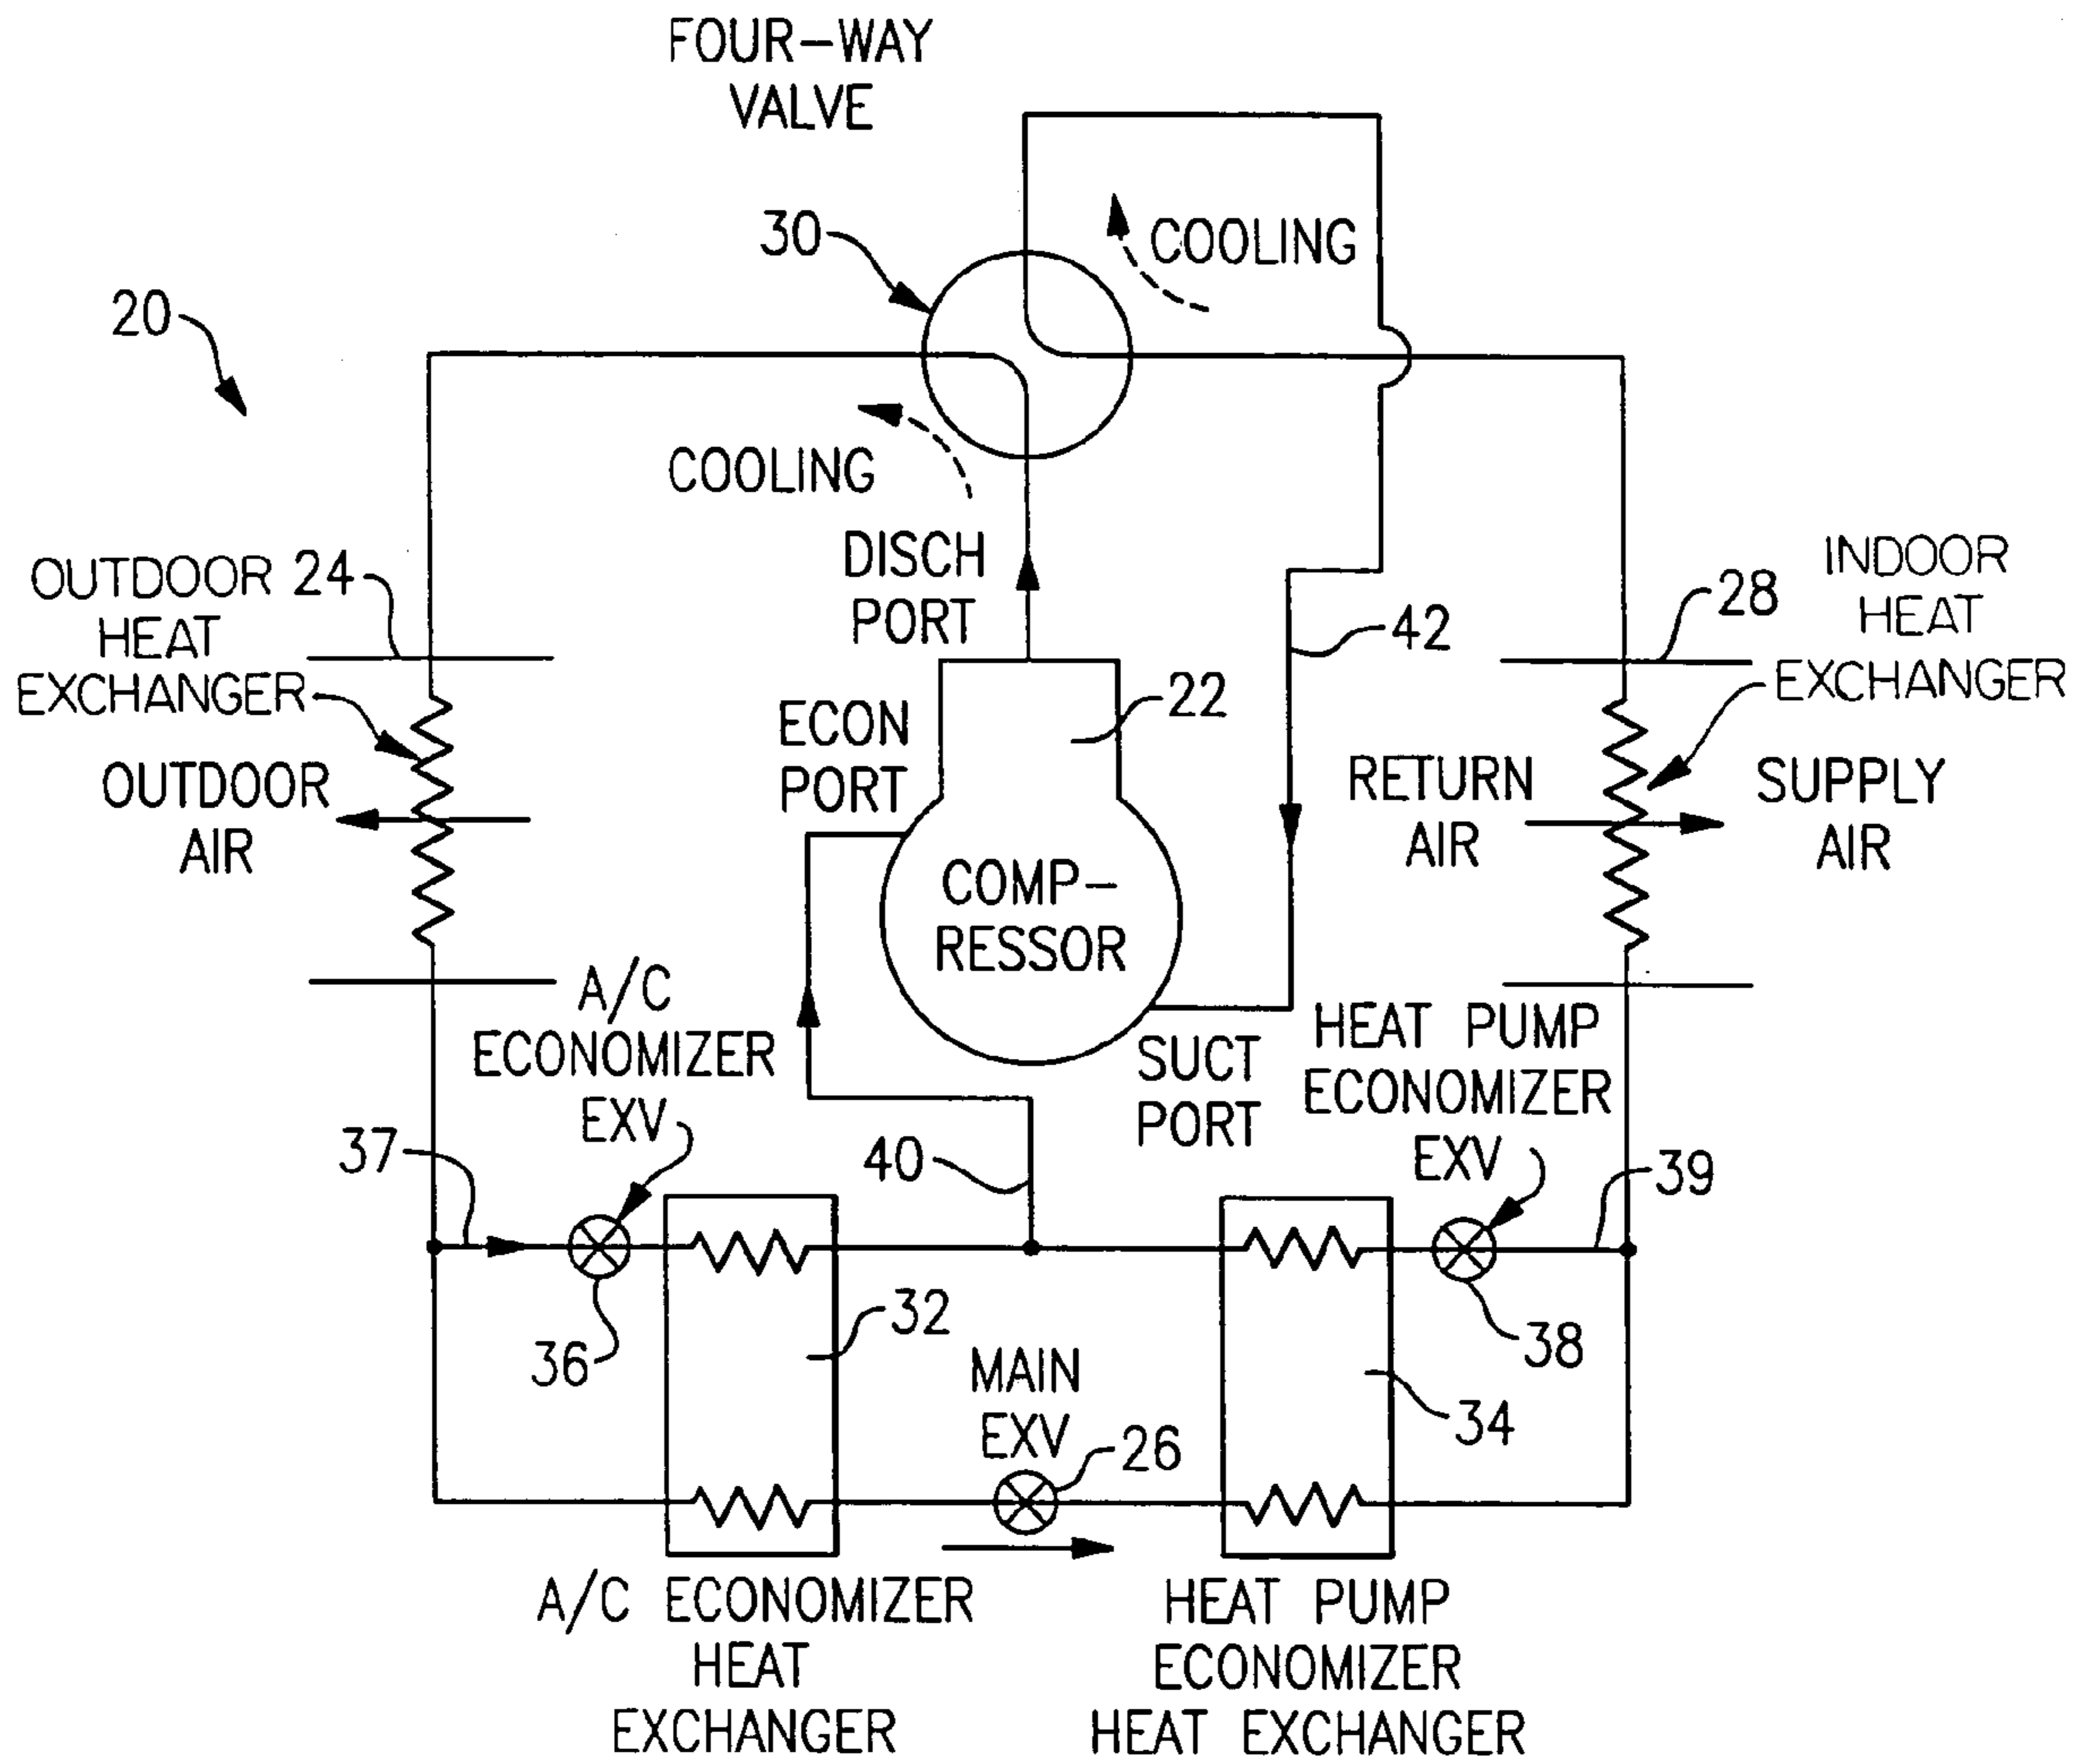 FOUR-WAY
VALVE
30
COOLING
20
COOLING
DISCH
PORT
OUTDOOR 24
HEAT
EXCHANGER
INDOOR
HEAT
EXCHANGER
28
42
22
ECON
PORT
OUTDOOR
AIR
RETURN
AIR
SUPPLY
AIR
COMP-
RESSOR
A/C
ECONOMIZER
EXV
SUCT
PORT
HEAT PUMP
ECONOMIZER
EXV
37
40
39
36
32
38
MAIN
EXV
26
34
A/C ECONOMIZER
HEAT
EXCHANGER
HEAT PUMP
ECONOMIZER
HEAT EXCHANGER